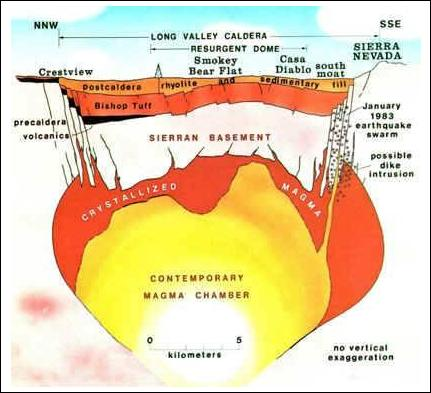 NNW
SSE
LONG VALLEY CALDERA
RESURGENT DOME
SIERRA
NEVADA
Crestview
Smokey
Bear Flat
Casa
Diablo
south
moat
postcaldera rhyolite and sedimentary fill
Bishop Tuff
precaldera
volcanics
SIERRAN BASEMENT
January
1983
earthquake
swarm
possible
dike
intrusion
CRYSTALLIZED MAGMA
CONTEMPORARY
MAGMA CHAMBER
0 5
kilometers
no vertical
exaggeration